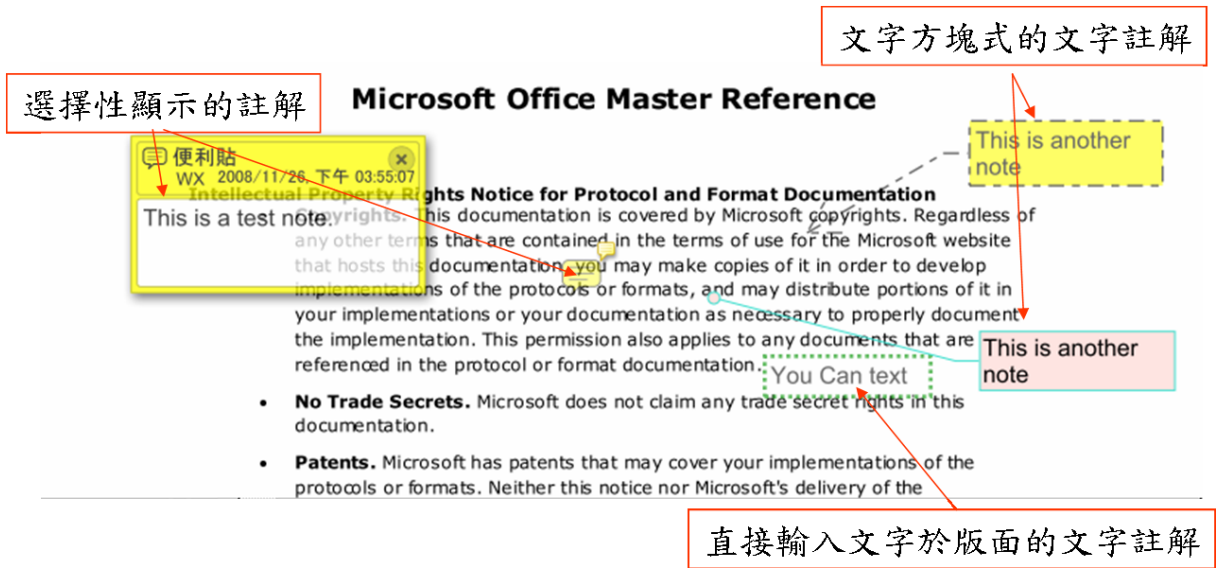 文字方塊式的文字註解
選擇性顯示的註解
Microsoft Office Master Reference
便利貼
WX 2008/11/26, 下午 03:55:07
This is a test note.
This is another
note
Intellectual Property Rights Notice for Protocol and Format Documentation
Copyrights. This documentation is covered by Microsoft copyrights. Regardless of
any other terms that are contained in the terms of use for the Microsoft website
that hosts this documentation, you may make copies of it in order to develop
implementations of the protocols or formats, and may distribute portions of it in
your implementations or your documentation as necessary to properly document
the implementation. This permission also applies to any documents that are
referenced in the protocol or format documentation.
This is another
note
You Can text
• No Trade Secrets. Microsoft does not claim any trade secret rights in this
documentation.
• Patents. Microsoft has patents that may cover your implementations of the
protocols or formats. Neither this notice nor Microsoft's delivery of the
直接輸入文字於版面的文字註解